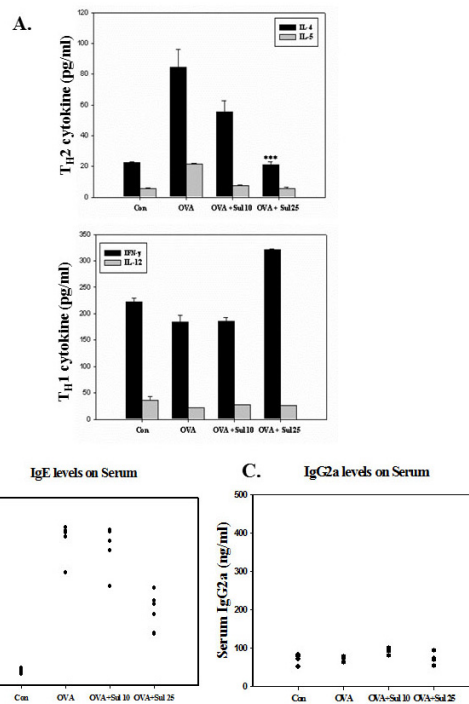 A.
TH2 cytokine (pg/ml)
120
100
80
60
40
20
0
IL-4
IL-5
***
Con OVA OVA +Sul 10 OVA + Sul 25
TH1 cytokine (pg/ml)
350
300
250
200
150
100
50
0
IFN-γ
IL-12
Con OVA OVA +Sul 10 OVA + Sul 25
IgE levels on Serum
Con OVA OVA+Sul 10 OVA+Sul 25
C.
IgG2a levels on Serum
Serum IgG2a (ng/ml)
500
400
300
200
100
0
Con OVA OVA+Sul 10 OVA+Sul 25